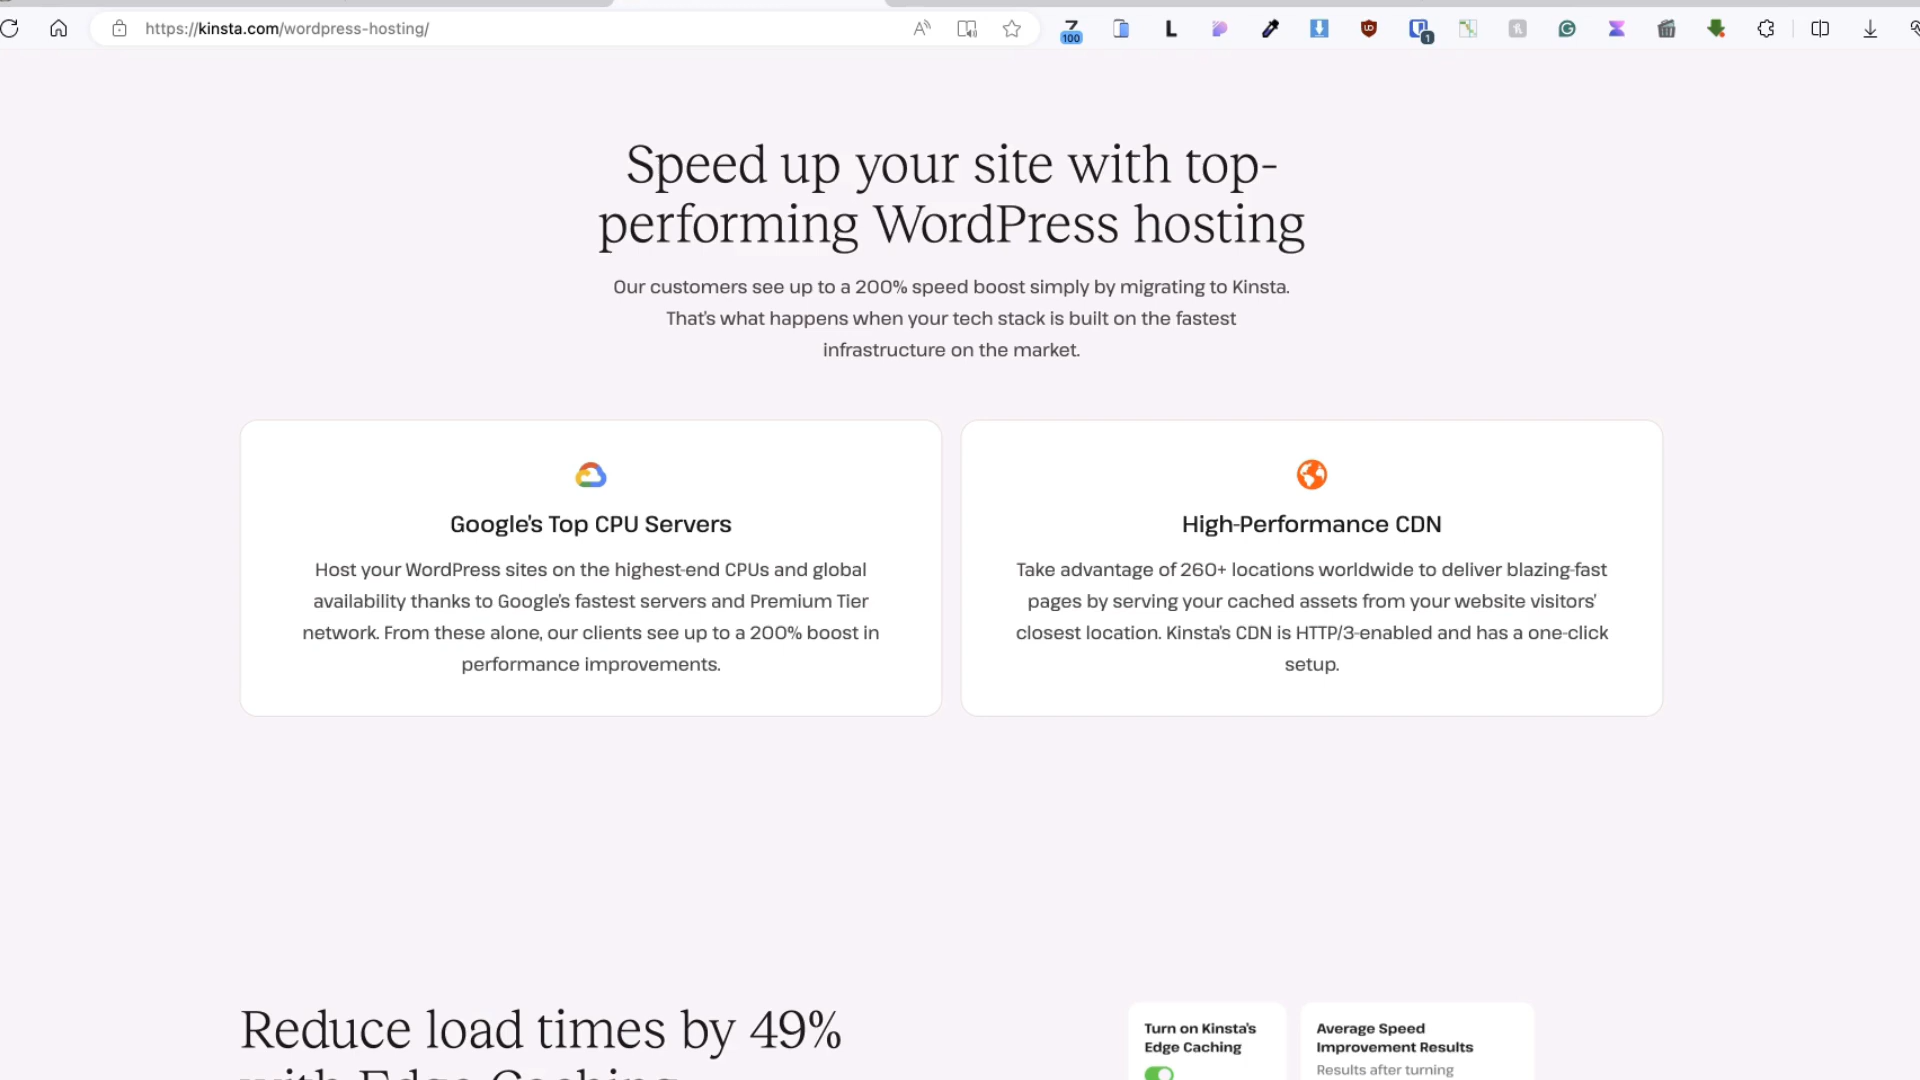 https://kinsta.com/wordpress-hosting/
100
L
1
Speed up your site with top-
performing WordPress hosting
Our customers see up to a 200% speed boost simply by migrating to Kinsta.
That's what happens when your tech stack is built on the fastest
infrastructure on the market.
Google's Top CPU Servers
Host your WordPress sites on the highest-end CPUs and global
availability thanks to Google's fastest servers and Premium Tier
network. From these alone, our clients see up to a 200% boost in
performance improvements.
High-Performance CDN
Take advantage of 260+ locations worldwide to deliver blazing-fast
pages by serving your cached assets from your website visitors'
closest location. Kinsta's CDN is HTTP/3-enabled and has a one-click
setup.
Reduce load times by 49%
with Edge Caching
Turn on Kinsta's
Edge Caching
Average Speed
Improvement Results
Results after turning